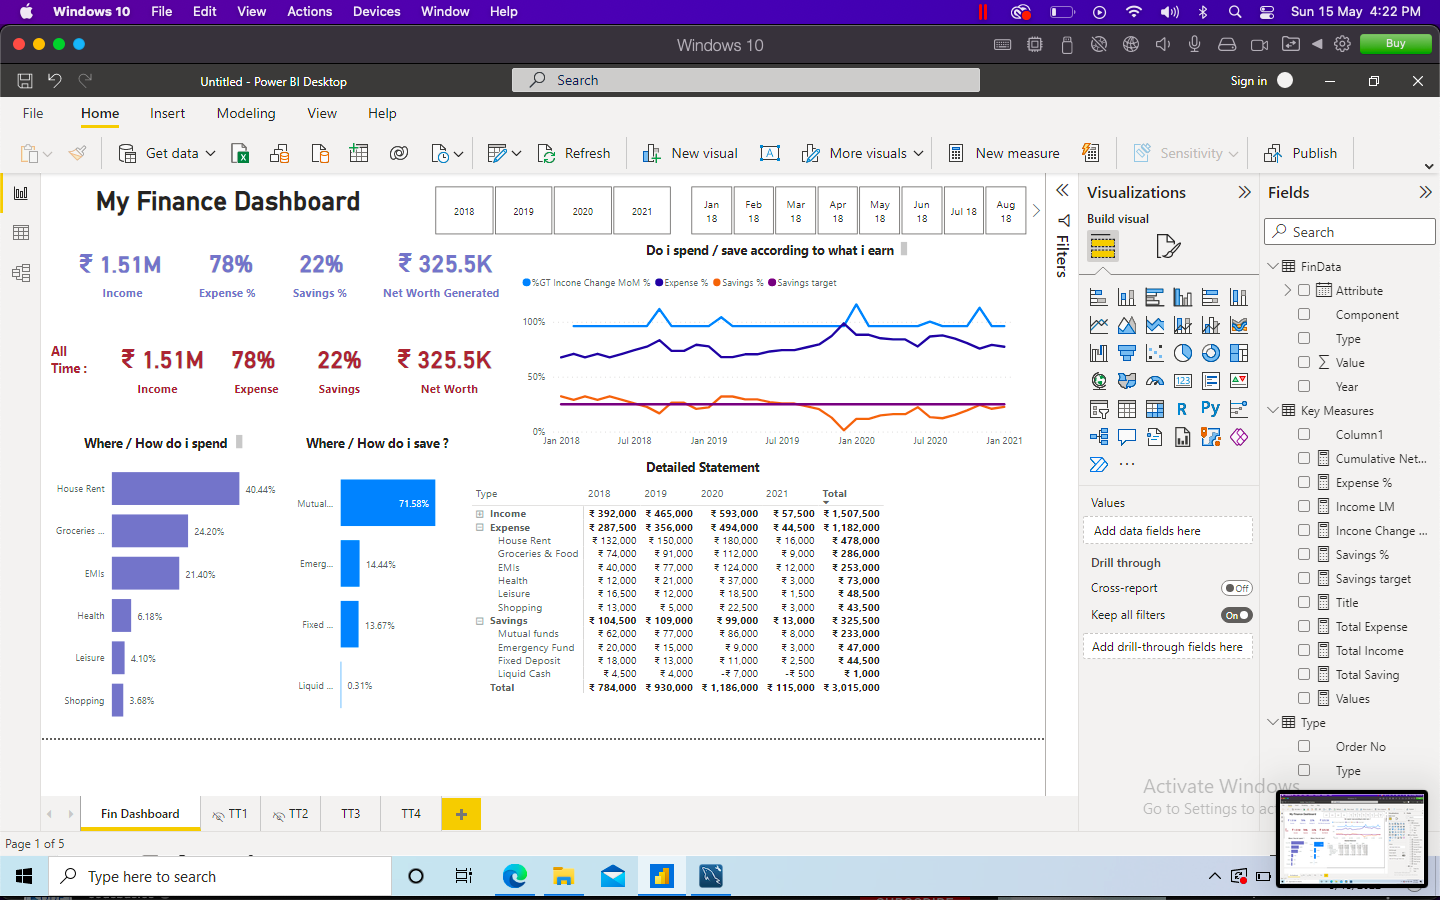 Windows 10 File Edit View Actions Devices Window Help Sun 15 May 4:22 PM
Windows 10 Buy
Untitled - Power BI Desktop Search Sign in
File Home Insert Modeling View Help
Get data Refresh New visual More visuals New measure Sensitivity Publish
My Finance Dashboard
2018 2019 2020 2021
Jan 18 Feb 18 Mar 18 Apr 18 May 18 Jun 18 Jul 18 Aug 18
₹ 1.51M 78% 22% ₹ 325.5K
Income Expense % Savings % Net Worth Generated
All Time :
₹ 1.51M 78% 22% ₹ 325.5K
Income Expense Savings Net Worth
Do i spend / save according to what i earn
%GT Incone Change MoM % Expense % Savings % Savings target
100%
50%
0%
Jan 2018 Jul 2018 Jan 2019 Jul 2019 Jan 2020 Jul 2020 Jan 2021
Where / How do i spend
House Rent 40.44%
Groceries ... 24.20%
EMIs 21.40%
Health 6.18%
Leisure 4.10%
Shopping 3.68%
Where / How do i save ?
Mutual... 71.58%
Emerg... 14.44%
Fixed ... 13.67%
Liquid ... 0.31%
Detailed Statement
Type 2018 2019 2020 2021 Total
Income ₹ 392,000 ₹ 465,000 ₹ 593,000 ₹ 57,500 ₹ 1,507,500
Expense ₹ 287,500 ₹ 356,000 ₹ 494,000 ₹ 44,500 ₹ 1,182,000
House Rent ₹ 132,000 ₹ 150,000 ₹ 180,000 ₹ 16,000 ₹ 478,000
Groceries & Food ₹ 74,000 ₹ 91,000 ₹ 112,000 ₹ 9,000 ₹ 286,000
EMIs ₹ 40,000 ₹ 77,000 ₹ 124,000 ₹ 12,000 ₹ 253,000
Health ₹ 12,000 ₹ 21,000 ₹ 37,000 ₹ 3,000 ₹ 73,000
Leisure ₹ 16,500 ₹ 12,000 ₹ 18,500 ₹ 1,500 ₹ 48,500
Shopping ₹ 13,000 ₹ 5,000 ₹ 22,500 ₹ 3,000 ₹ 43,500
Savings ₹ 104,500 ₹ 109,000 ₹ 99,000 ₹ 13,000 ₹ 325,500
Mutual funds ₹ 62,000 ₹ 77,000 ₹ 86,000 ₹ 8,000 ₹ 233,000
Emergency Fund ₹ 20,000 ₹ 15,000 ₹ 9,000 ₹ 3,000 ₹ 47,000
Fixed Deposit ₹ 18,000 ₹ 13,000 ₹ 11,000 ₹ 2,500 ₹ 44,500
Liquid Cash ₹ 4,500 ₹ 4,000 -₹ 7,000 -₹ 500 ₹ 1,000
Total ₹ 784,000 ₹ 930,000 ₹ 1,186,000 ₹ 115,000 ₹ 3,015,000
Filters
Visualizations
Build visual
123
R Py
...
Values
Add data fields here
Drill through
Cross-report Off
Keep all filters On
Add drill-through fields here
Fields
Search
FinData
Attribute
Component
Type
Value
Year
Key Measures
Column1
Cumulative Net...
Expense %
Income LM
Incone Change ...
Savings %
Savings target
Title
Total Expense
Total Income
Total Saving
Values
Type
Order No
Type
Activate Windows
Go to Settings to ac
Fin Dashboard TT1 TT2 TT3 TT4 +
Page 1 of 5
Type here to search